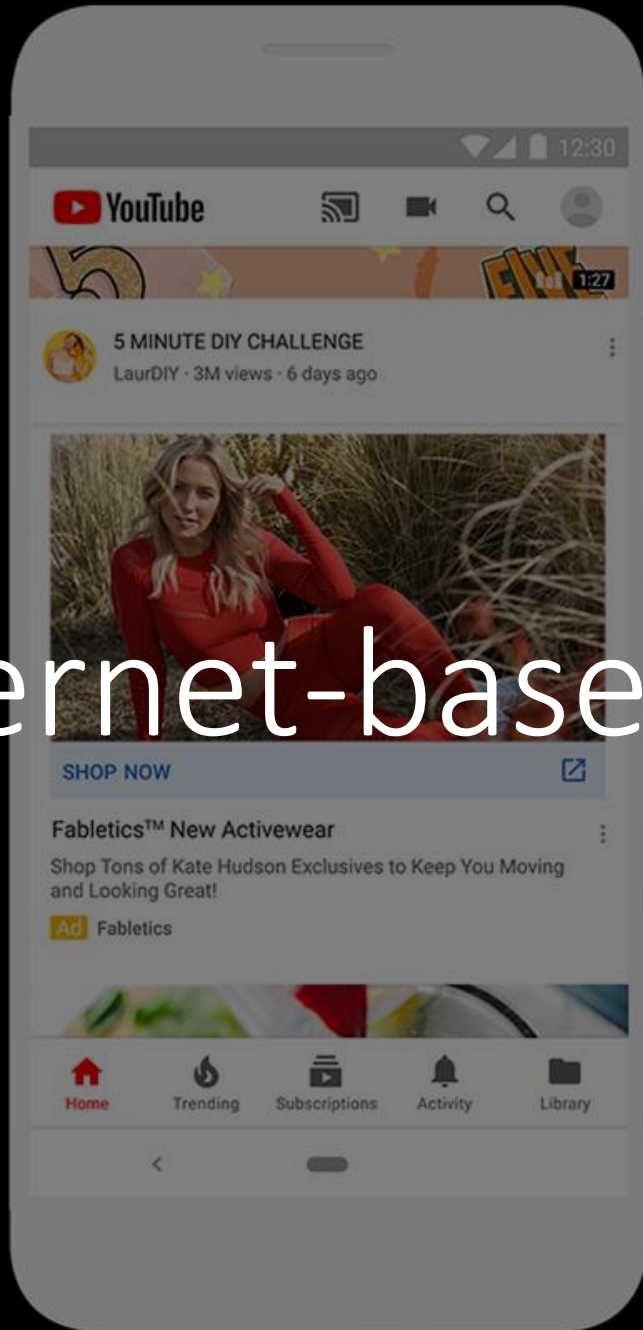 12:30
YouTube
5 FIVE 1:27
5 MINUTE DIY CHALLENGE
LaurDIY · 3M views · 6 days ago
ernet-base
SHOP NOW
Fabletics™ New Activewear
Shop Tons of Kate Hudson Exclusives to Keep You Moving
and Looking Great!
Ad Fabletics
Home Trending Subscriptions Activity Library